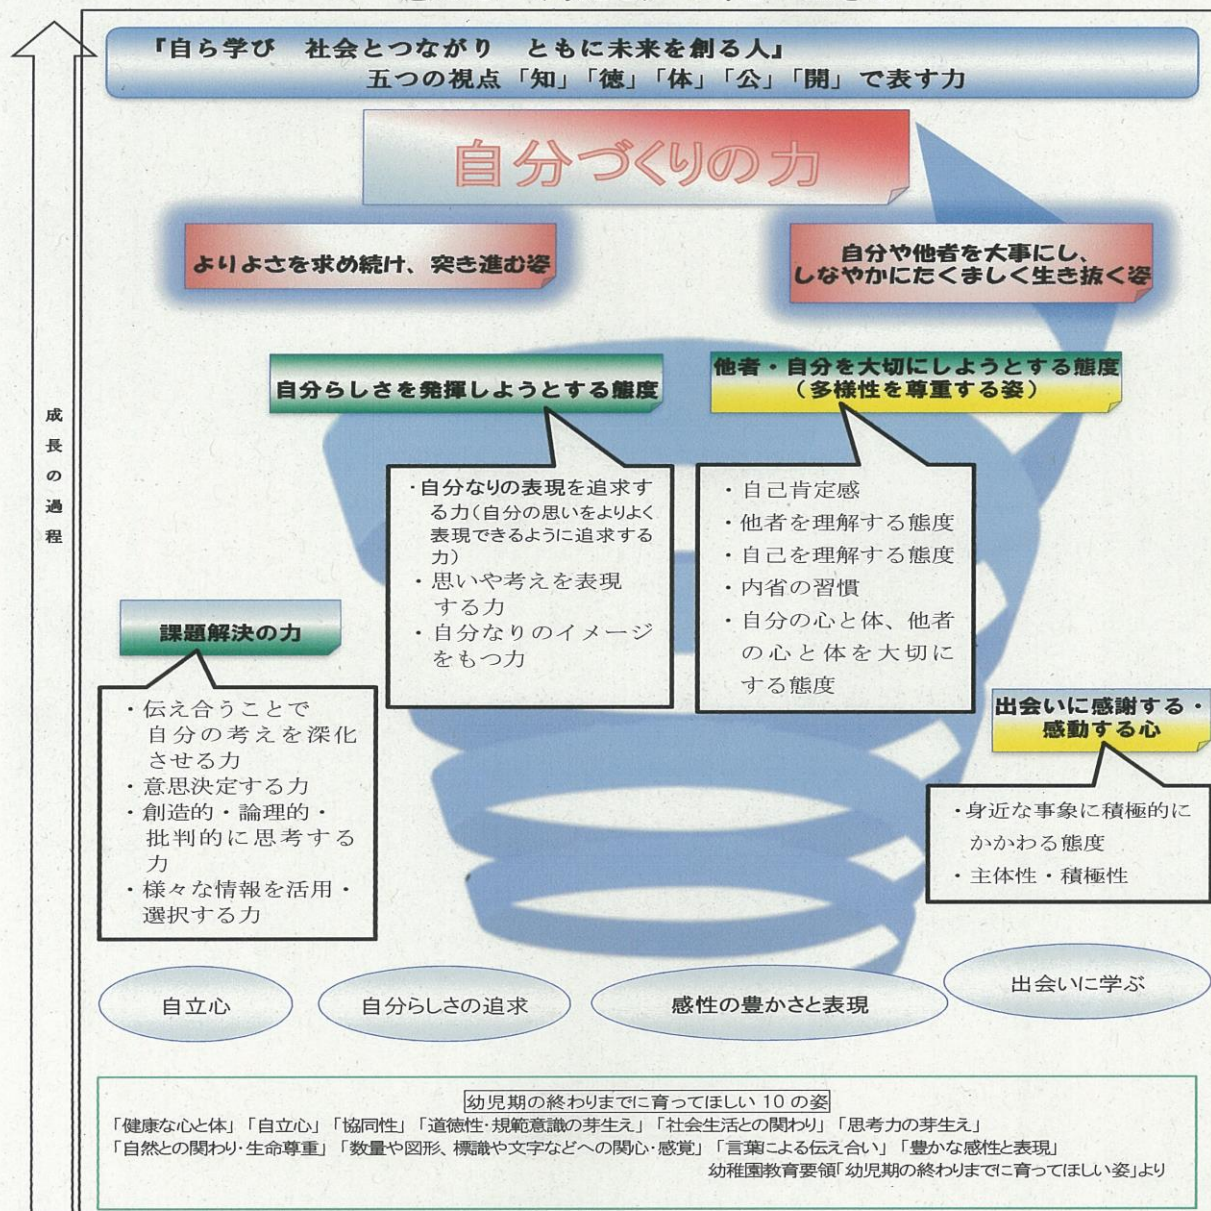 『自ら学び　社会とつながり　ともに未来を創る人』
五つの視点「知」「徳」「体」「公」「開」で表す力
自分づくりの力
よりよさを求め続け、突き進む姿
自分や他者を大事にし、
しなやかにたくましく生き抜く姿
自分らしさを発揮しようとする態度
他者・自分を大切にしようとする態度
（多様性を尊重する姿）
成
長
の
過
程
・自分なりの表現を追求す
る力(自分の思いをよりよく
表現できるように追求する
力)
・思いや考えを表現
する力
・自分なりのイメージ
をもつ力
・自己肯定感
・他者を理解する態度
・自己を理解する態度
・内省の習慣
・自分の心と体、他者
の心と体を大切に
する態度
課題解決の力
・伝え合うことで
自分の考えを深化
させる力
・意思決定する力
・創造的・論理的・
批判的に思考する
力
・様々な情報を活用・
選択する力
出会いに感謝する・
感動する心
・身近な事象に積極的に
かかわる態度
・主体性・積極性
自立心
自分らしさの追求
感性の豊かさと表現
出会いに学ぶ
幼児期の終わりまでに育ってほしい 10 の姿
「健康な心と体」「自立心」「協同性」「道徳性・規範意識の芽生え」「社会生活との関わり」「思考力の芽生え」
「自然との関わり・生命尊重」「数量や図形、標識や文字などへの関心・感覚」「言葉による伝え合い」「豊かな感性と表現」
幼稚園教育要領「幼児期の終わりまでに育ってほしい姿」より